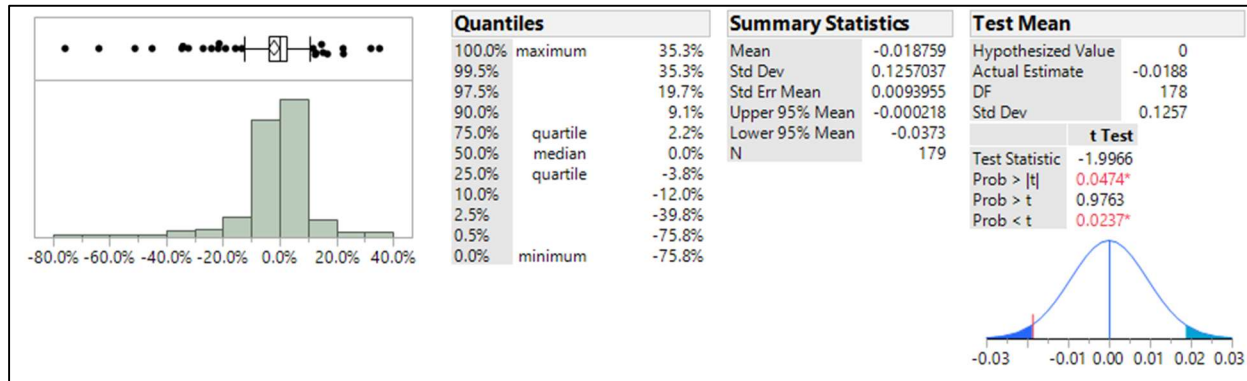 Quantiles
100.0% maximum 35.3%
99.5% 35.3%
97.5% 19.7%
90.0% 9.1%
75.0% quartile 2.2%
50.0% median 0.0%
25.0% quartile -3.8%
10.0% -12.0%
2.5% -39.8%
0.5% -75.8%
0.0% minimum -75.8%
-80.0% -60.0% -40.0% -20.0% 0.0% 20.0% 40.0%
Summary Statistics
Mean -0.018759
Std Dev 0.1257037
Std Err Mean 0.0093955
Upper 95% Mean -0.000218
Lower 95% Mean -0.0373
N 179
Test Mean
Hypothesized Value 0
Actual Estimate -0.0188
DF 178
Std Dev 0.1257
t Test
Test Statistic -1.9966
Prob > |t| 0.0474*
Prob > t 0.9763
Prob < t 0.0237*
-0.03 -0.01 0.00 0.01 0.02 0.03